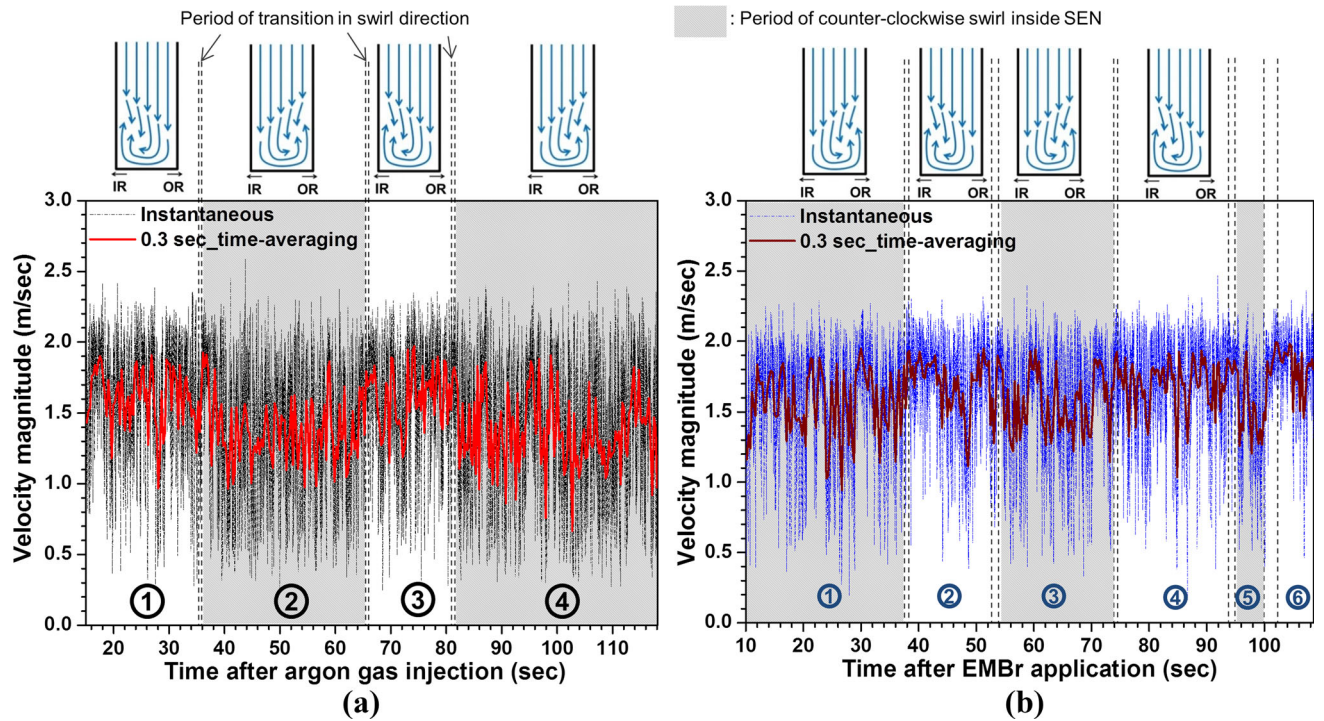 Period of transition in swirl direction
: Period of counter-clockwise swirl inside SEN
IR OR IR OR IR OR IR OR
IR OR IR OR IR OR IR OR
3.0
2.5
2.0
1.5
1.0
0.5
0.0
Velocity magnitude (m/sec)
Instantaneous
0.3 sec_time-averaging
1 2 3 4
20 30 40 50 60 70 80 90 100 110
Time after argon gas injection (sec)
(a)
3.0
2.5
2.0
1.5
1.0
0.5
0.0
Velocity magnitude (m/sec)
Instantaneous
0.3 sec_time-averaging
1 2 3 4 5 6
10 20 30 40 50 60 70 80 90 100
Time after EMBr application (sec)
(b)